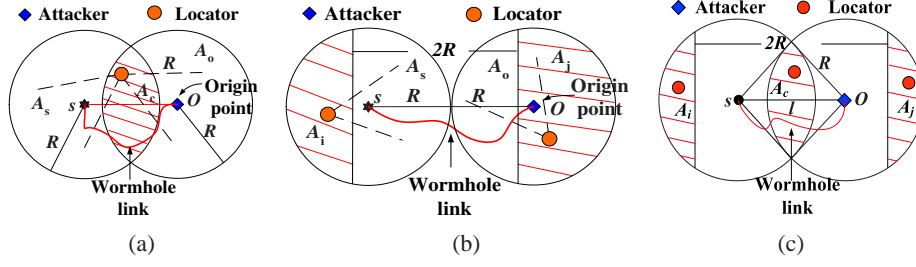 Attacker
Locator
R
A_o
A_s
A_c
Origin
point
s
O
R
R
Wormhole
link
(a)
Attacker
Locator
2R
A_s
A_o
A_j
Origin
point
s
R
R
O
A_i
Wormhole
link
(b)
Attacker
Locator
2R
R
A_c
A_i
s
l
O
A_j
Wormhole
link
(c)